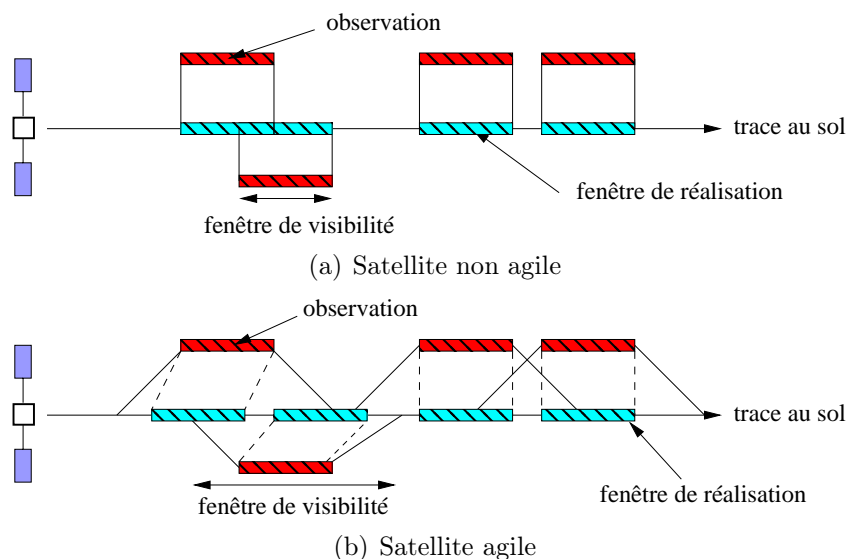 observation
trace au sol
fenêtre de réalisation
fenêtre de visibilité
(a) Satellite non agile
observation
trace au sol
fenêtre de visibilité
fenêtre de réalisation
(b) Satellite agile